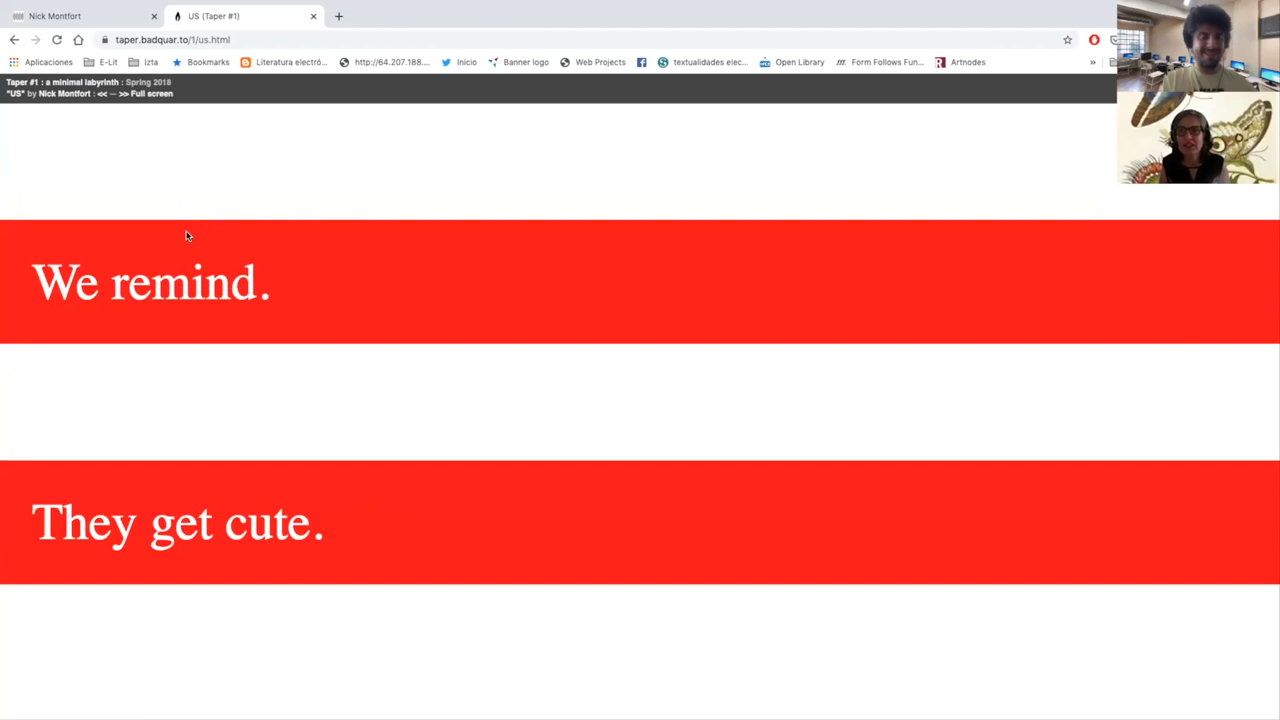 Nick Montfort
US (Taper #1)
taper.badquar.to/1/us.html
Aplicaciones
E-Lit
Izta
Bookmarks
Literatura electró...
http://64.207.188....
Inicio
Banner logo
Web Projects
textualidades elec...
Open Library
Form Follows Fun...
Artnodes
»
Taper #1 : a minimal labyrinth : Spring 2018
"US" by Nick Montfort : << — >> Full screen
We remind.
They get cute.